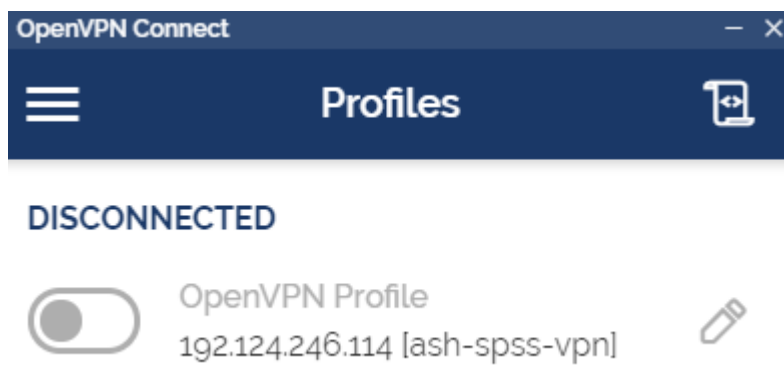 OpenVPN Connect
Profiles
DISCONNECTED
OpenVPN Profile
192.124.246.114 [ash-spss-vpn]